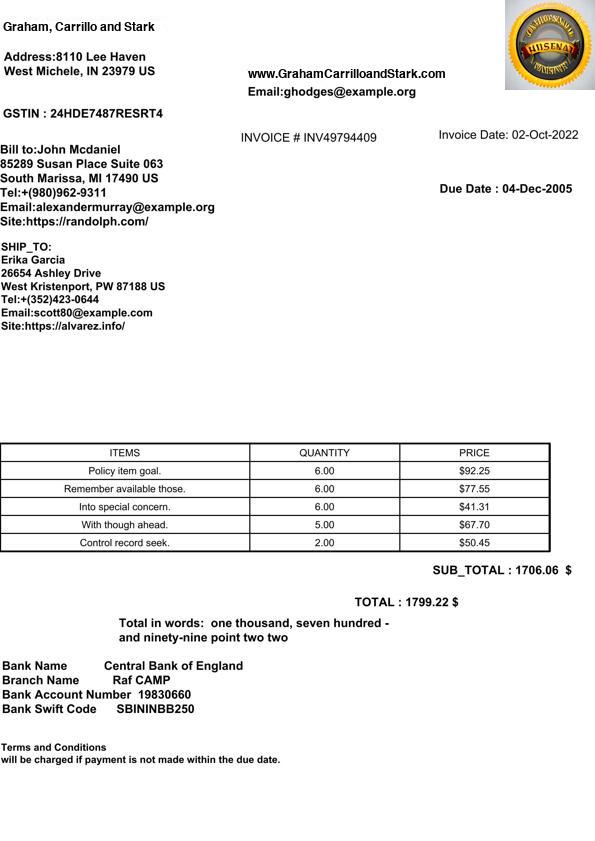 Graham, Carrillo and Stark
Address:8110 Lee Haven
West Michele, IN 23979 US
www.GrahamCarrilloandStark.com
Email:ghodges@example.org
GSTIN : 24HDE7487RESRT4
INVOICE # INV49794409
Invoice Date: 02-Oct-2022
Due Date : 04-Dec-2005
Bill to:John Mcdaniel
85289 Susan Place Suite 063
South Marissa, MI 17490 US
Tel:+(980)962-9311
Email:alexandermurray@example.org
Site:https://randolph.com/
SHIP_TO:
Erika Garcia
26654 Ashley Drive
West Kristenport, PW 87188 US
Tel:+(352)423-0644
Email:scott80@example.com
Site:https://alvarez.info/
ITEMS QUANTITY PRICE
Policy item goal. 6.00 $92.25
Remember available those. 6.00 $77.55
Into special concern. 6.00 $41.31
With though ahead. 5.00 $67.70
Control record seek. 2.00 $50.45
SUB_TOTAL : 1706.06 $
TOTAL : 1799.22 $
Total in words: one thousand, seven hundred -
and ninety-nine point two two
Bank Name Central Bank of England
Branch Name Raf CAMP
Bank Account Number 19830660
Bank Swift Code SBININBB250
Terms and Conditions
will be charged if payment is not made within the due date.